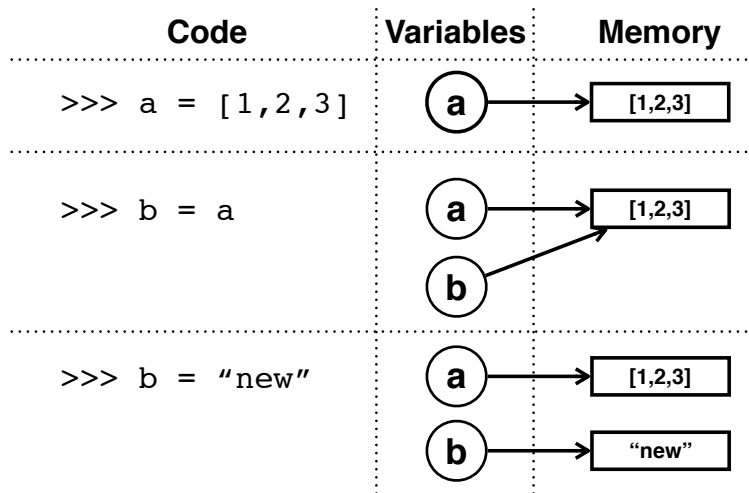 Code Variables Memory
>>> a = [1,2,3] a [1,2,3]
>>> b = a a [1,2,3]
b
>>> b = “new” a [1,2,3]
b “new”